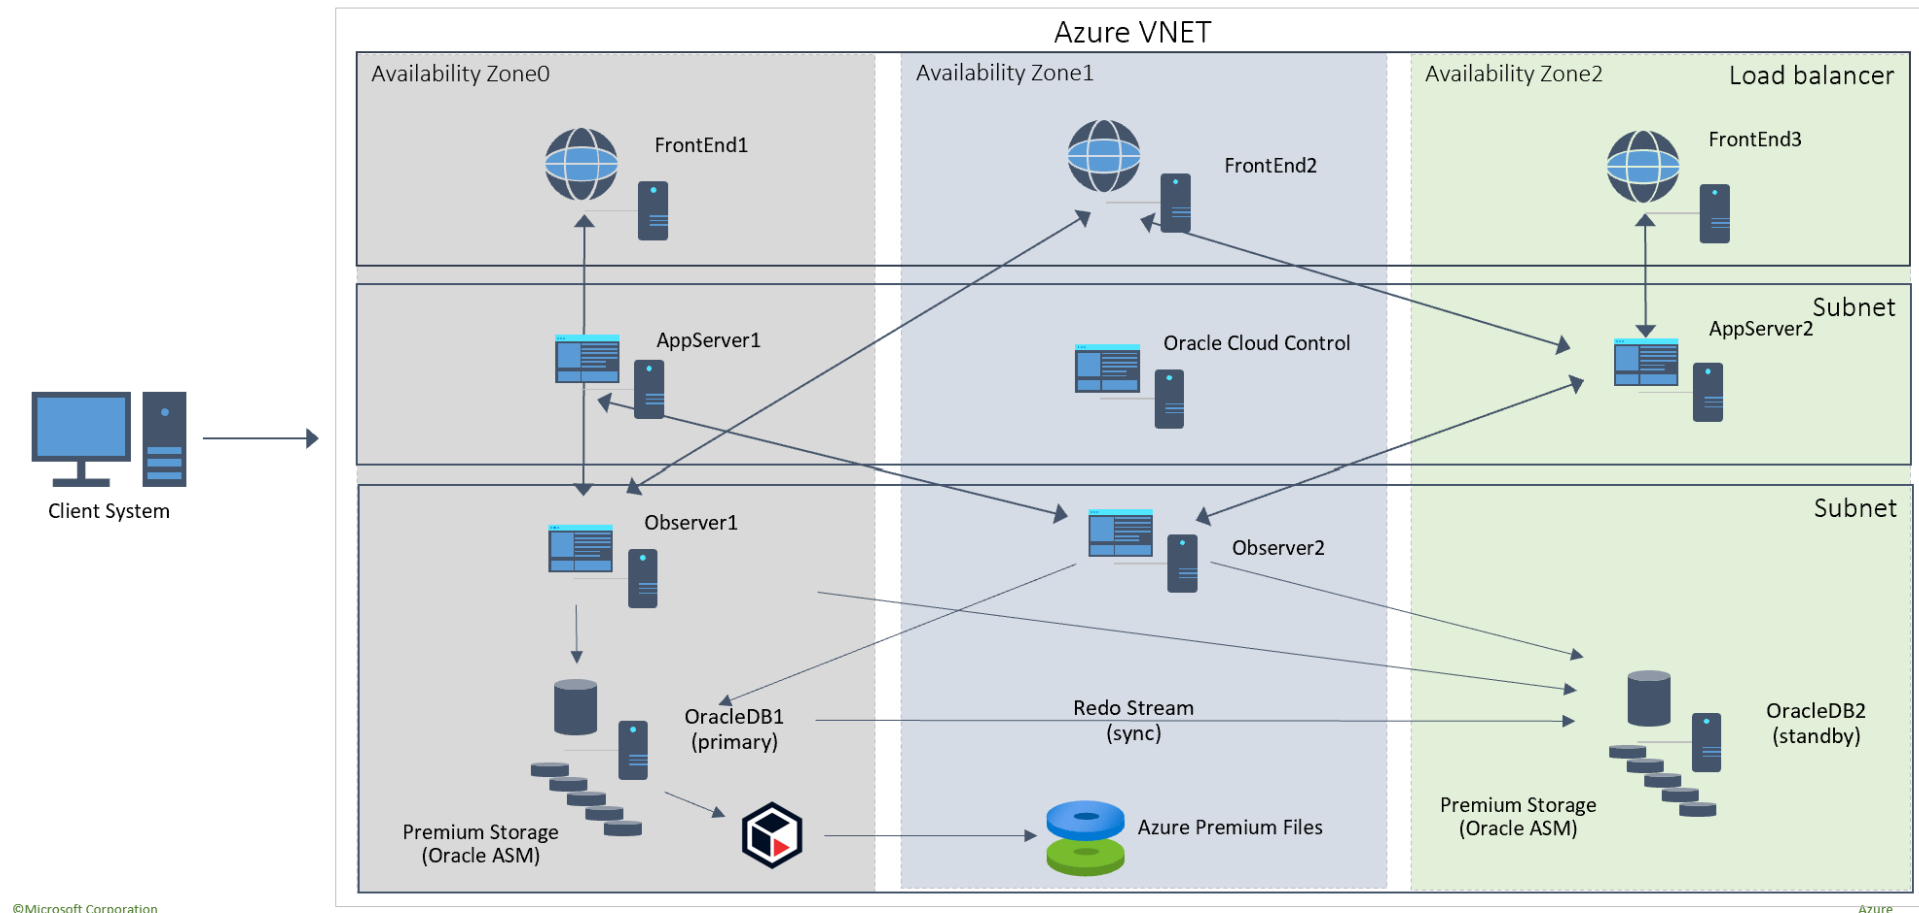 Azure VNET
Availability Zone0
Availability Zone1
Availability Zone2
Load balancer
FrontEnd1
FrontEnd2
FrontEnd3
Subnet
AppServer1
Oracle Cloud Control
AppServer2
Client System
Subnet
Observer1
Observer2
OracleDB1
(primary)
Redo Stream
(sync)
OracleDB2
(standby)
Premium Storage
(Oracle ASM)
Azure Premium Files
Premium Storage
(Oracle ASM)
©Microsoft Corporation
Azure